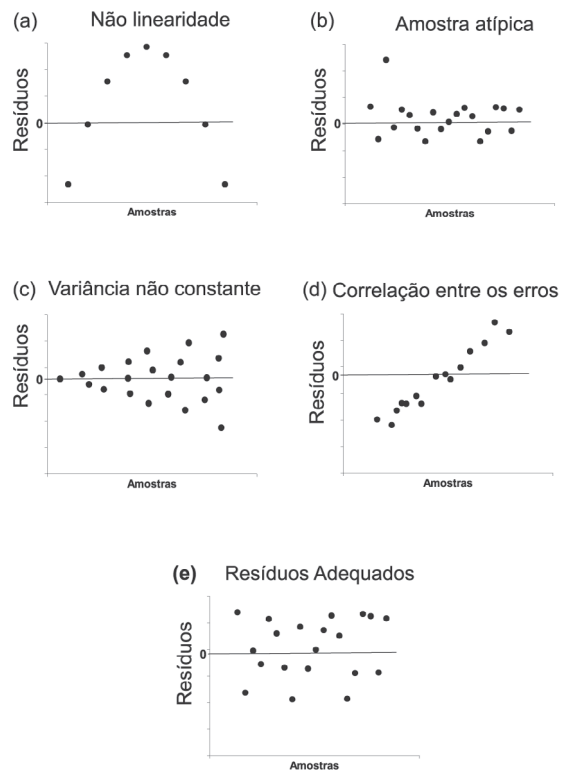 (a) Não linearidade
Resíduos
0
Amostras
(b) Amostra atípica
Resíduos
0
Amostras
(c) Variância não constante
Resíduos
0
Amostras
(d) Correlação entre os erros
Resíduos
0
Amostras
(e) Resíduos Adequados
Resíduos
0
Amostras